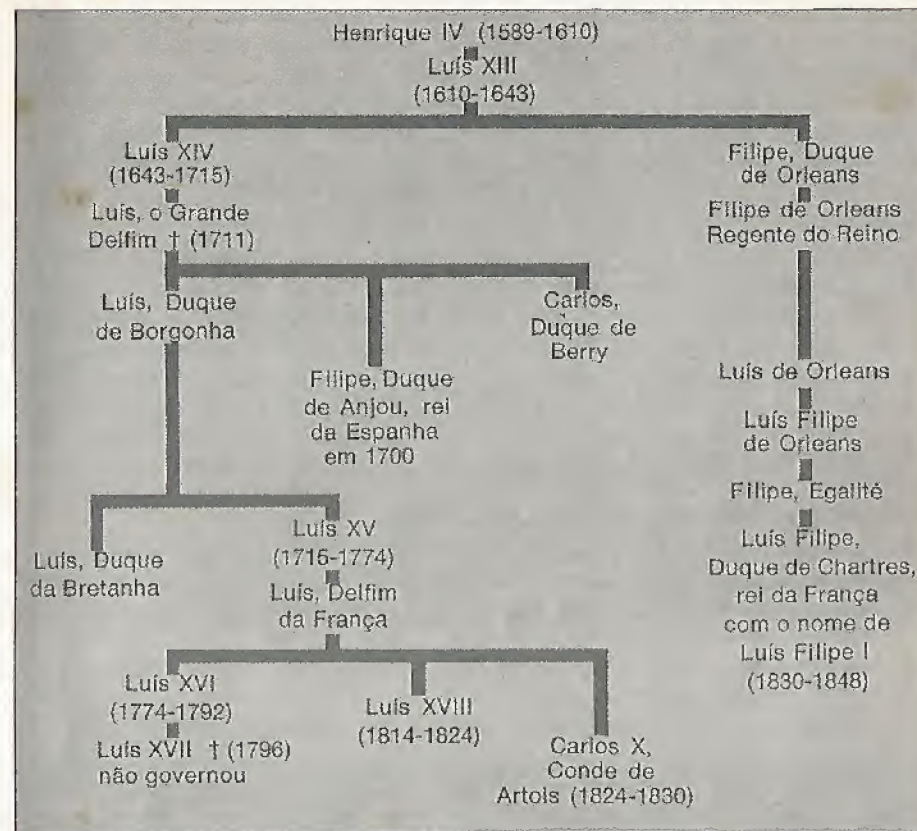 Henrique IV (1589-1610)
Luís XIII
(1610-1643)
Luís XIV
(1643-1715)
Luís, o Grande
Delfim † (1711)
Filipe, Duque
de Orleans
Filipe de Orleans
Regente do Reino
Luís, Duque
de Borgonha
Filipe, Duque
de Anjou, rei
da Espanha
em 1700
Carlos,
Duque de
Berry
Luís de Orleans
Luís Filipe
de Orleans
Filipe, Egalité
Luís Filipe,
Duque de Chartres,
rei da França
com o nome de
Luís Filipe I
(1830-1848)
Luís, Duque
da Bretanha
Luís XV
(1715-1774)
Luís, Delfim
da França
Luís XVI
(1774-1792)
Luís XVII † (1796)
não governou
Luís XVIII
(1814-1824)
Carlos X,
Conde de
Artois (1824-1830)